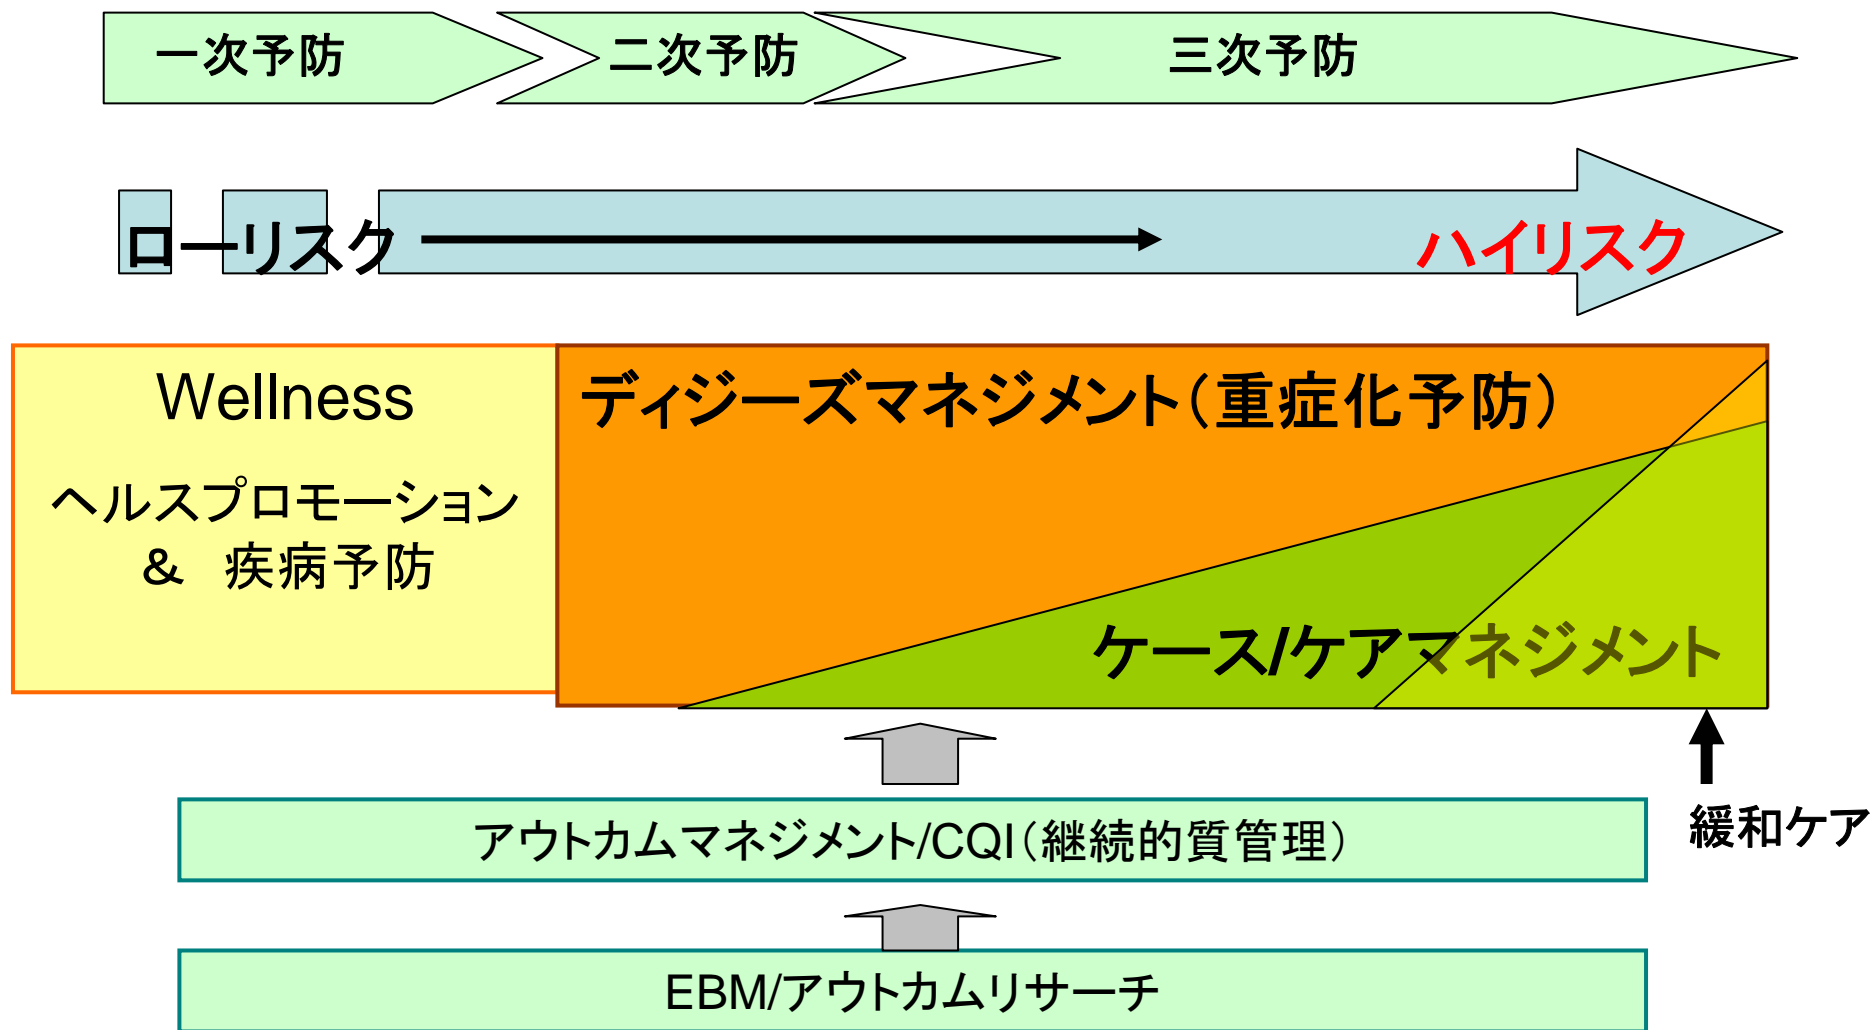 一次予防
二次予防
三次予防
ローリスク
ハイリスク
Wellness
ヘルスプロモーション
&　疾病予防
ディジーズマネジメント（重症化予防）
ケース/ケアマネジメント
緩和ケア
アウトカムマネジメント/CQI（継続的質管理）
EBM/アウトカムリサーチ